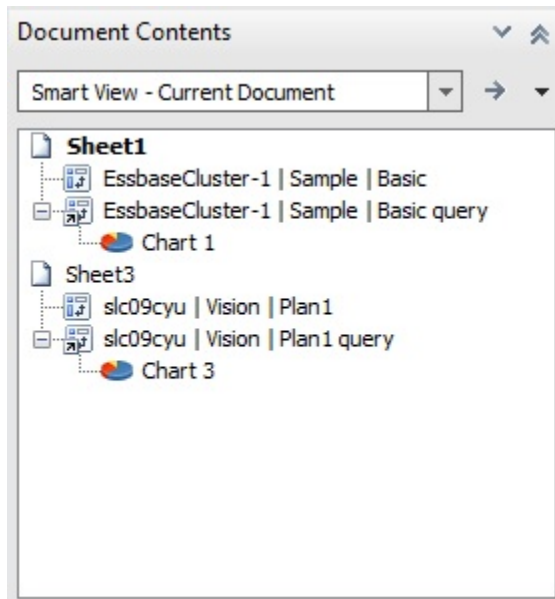 Document Contents
Smart View - Current Document
Sheet1
EssbaseCluster-1 | Sample | Basic
EssbaseCluster-1 | Sample | Basic query
Chart 1
Sheet3
slc09cyu | Vision | Plan1
slc09cyu | Vision | Plan1 query
Chart 3